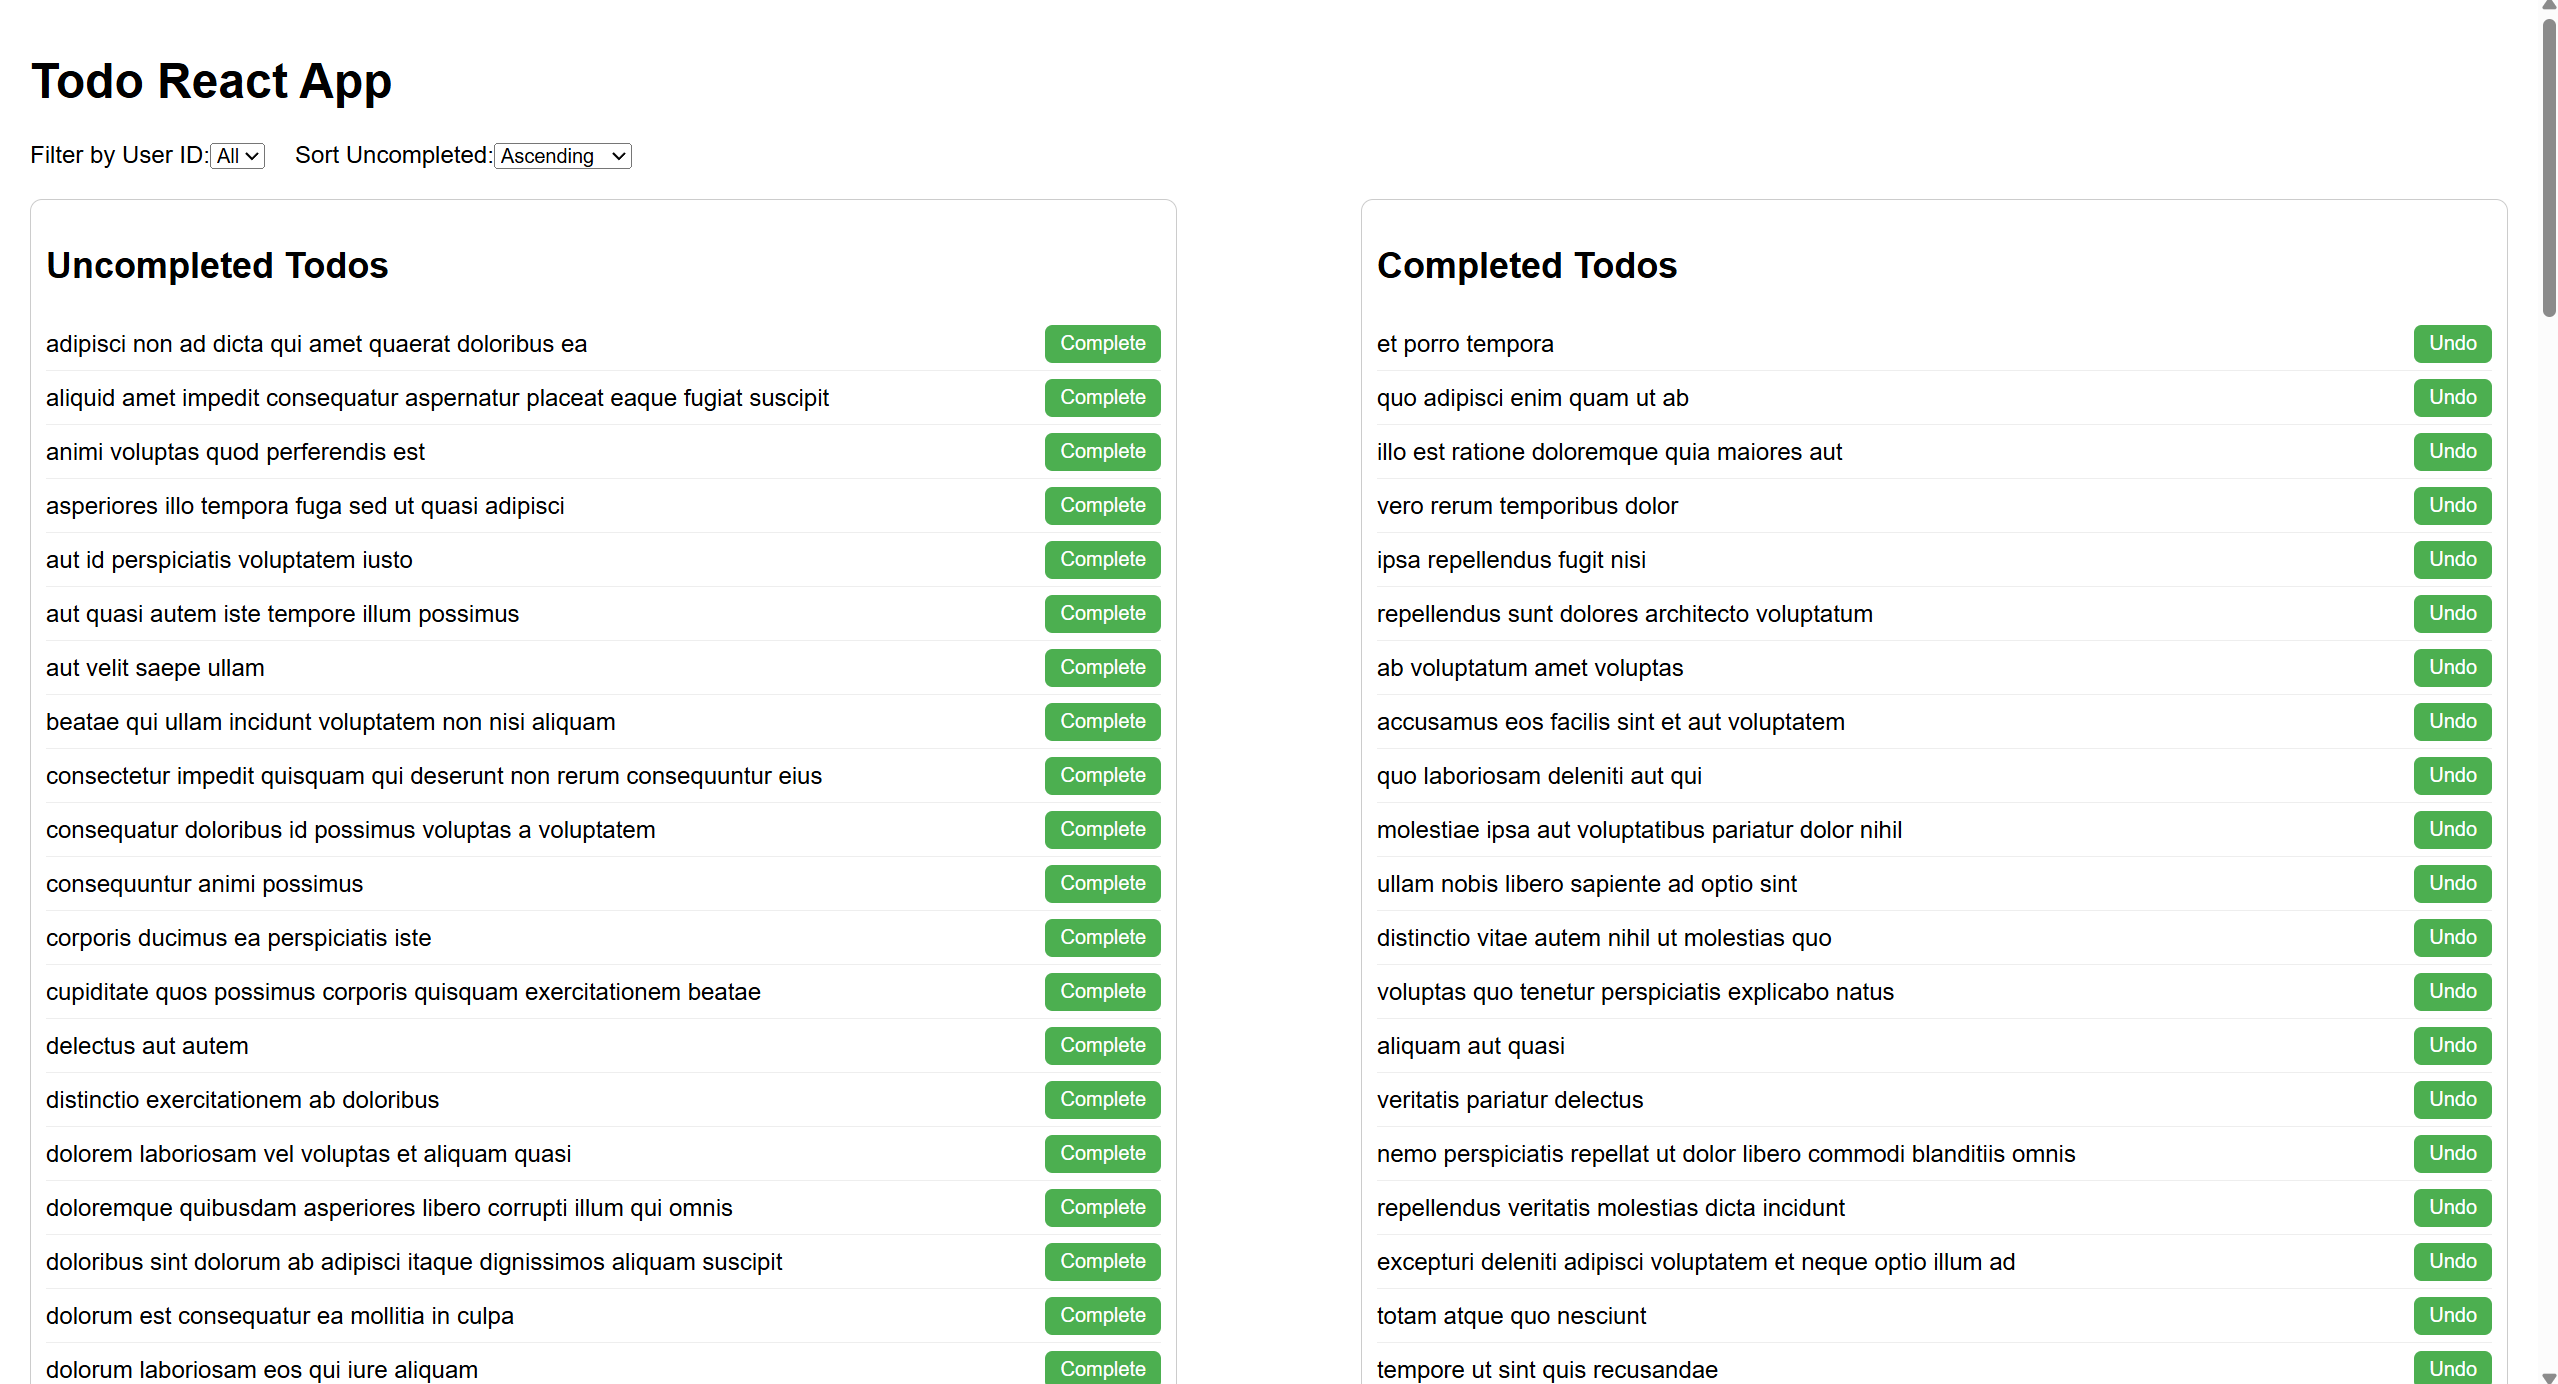 Todo React App
Filter by User ID: All Sort Uncompleted: Ascending
Uncompleted Todos
adipisci non ad dicta qui amet quaerat doloribus ea Complete
aliquid amet impedit consequatur aspernatur placeat eaque fugiat suscipit Complete
animi voluptas quod perferendis est Complete
asperiores illo tempora fuga sed ut quasi adipisci Complete
aut id perspiciatis voluptatem iusto Complete
aut quasi autem iste tempore illum possimus Complete
aut velit saepe ullam Complete
beatae qui ullam incidunt voluptatem non nisi aliquam Complete
consectetur impedit quisquam qui deserunt non rerum consequuntur eius Complete
consequatur doloribus id possimus voluptas a voluptatem Complete
consequuntur animi possimus Complete
corporis ducimus ea perspiciatis iste Complete
cupiditate quos possimus corporis quisquam exercitationem beatae Complete
delectus aut autem Complete
distinctio exercitationem ab doloribus Complete
dolorem laboriosam vel voluptas et aliquam quasi Complete
doloremque quibusdam asperiores libero corrupti illum qui omnis Complete
doloribus sint dolorum ab adipisci itaque dignissimos aliquam suscipit Complete
dolorum est consequatur ea mollitia in culpa Complete
dolorum laboriosam eos qui iure aliquam Complete
Completed Todos
et porro tempora Undo
quo adipisci enim quam ut ab Undo
illo est ratione doloremque quia maiores aut Undo
vero rerum temporibus dolor Undo
ipsa repellendus fugit nisi Undo
repellendus sunt dolores architecto voluptatum Undo
ab voluptatum amet voluptas Undo
accusamus eos facilis sint et aut voluptatem Undo
quo laboriosam deleniti aut qui Undo
molestiae ipsa aut voluptatibus pariatur dolor nihil Undo
ullam nobis libero sapiente ad optio sint Undo
distinctio vitae autem nihil ut molestias quo Undo
voluptas quo tenetur perspiciatis explicabo natus Undo
aliquam aut quasi Undo
veritatis pariatur delectus Undo
nemo perspiciatis repellat ut dolor libero commodi blanditiis omnis Undo
repellendus veritatis molestias dicta incidunt Undo
excepturi deleniti adipisci voluptatem et neque optio illum ad Undo
totam atque quo nesciunt Undo
tempore ut sint quis recusandae Undo